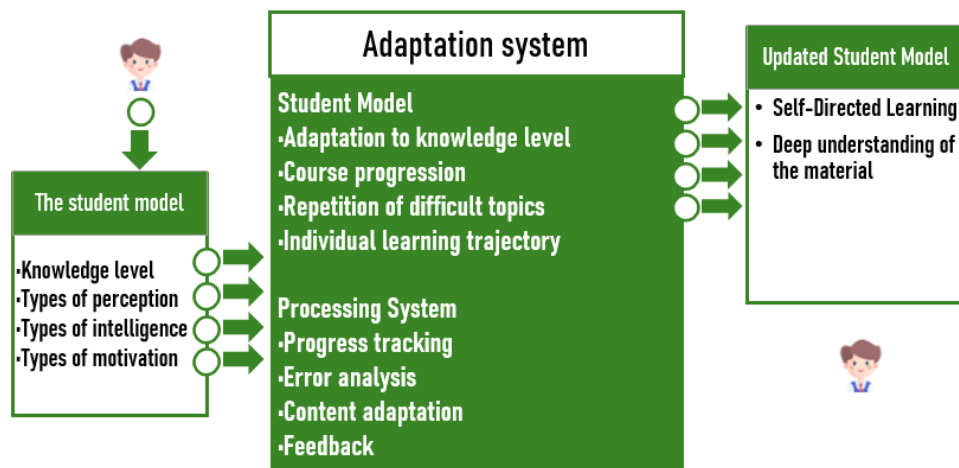 The student model
·Knowledge level
·Types of perception
·Types of intelligence
·Types of motivation
Adaptation system
Student Model
·Adaptation to knowledge level
·Course progression
·Repetition of difficult topics
·Individual learning trajectory
Processing System
·Progress tracking
·Error analysis
·Content adaptation
·Feedback
Updated Student Model
• Self-Directed Learning
• Deep understanding of
the material